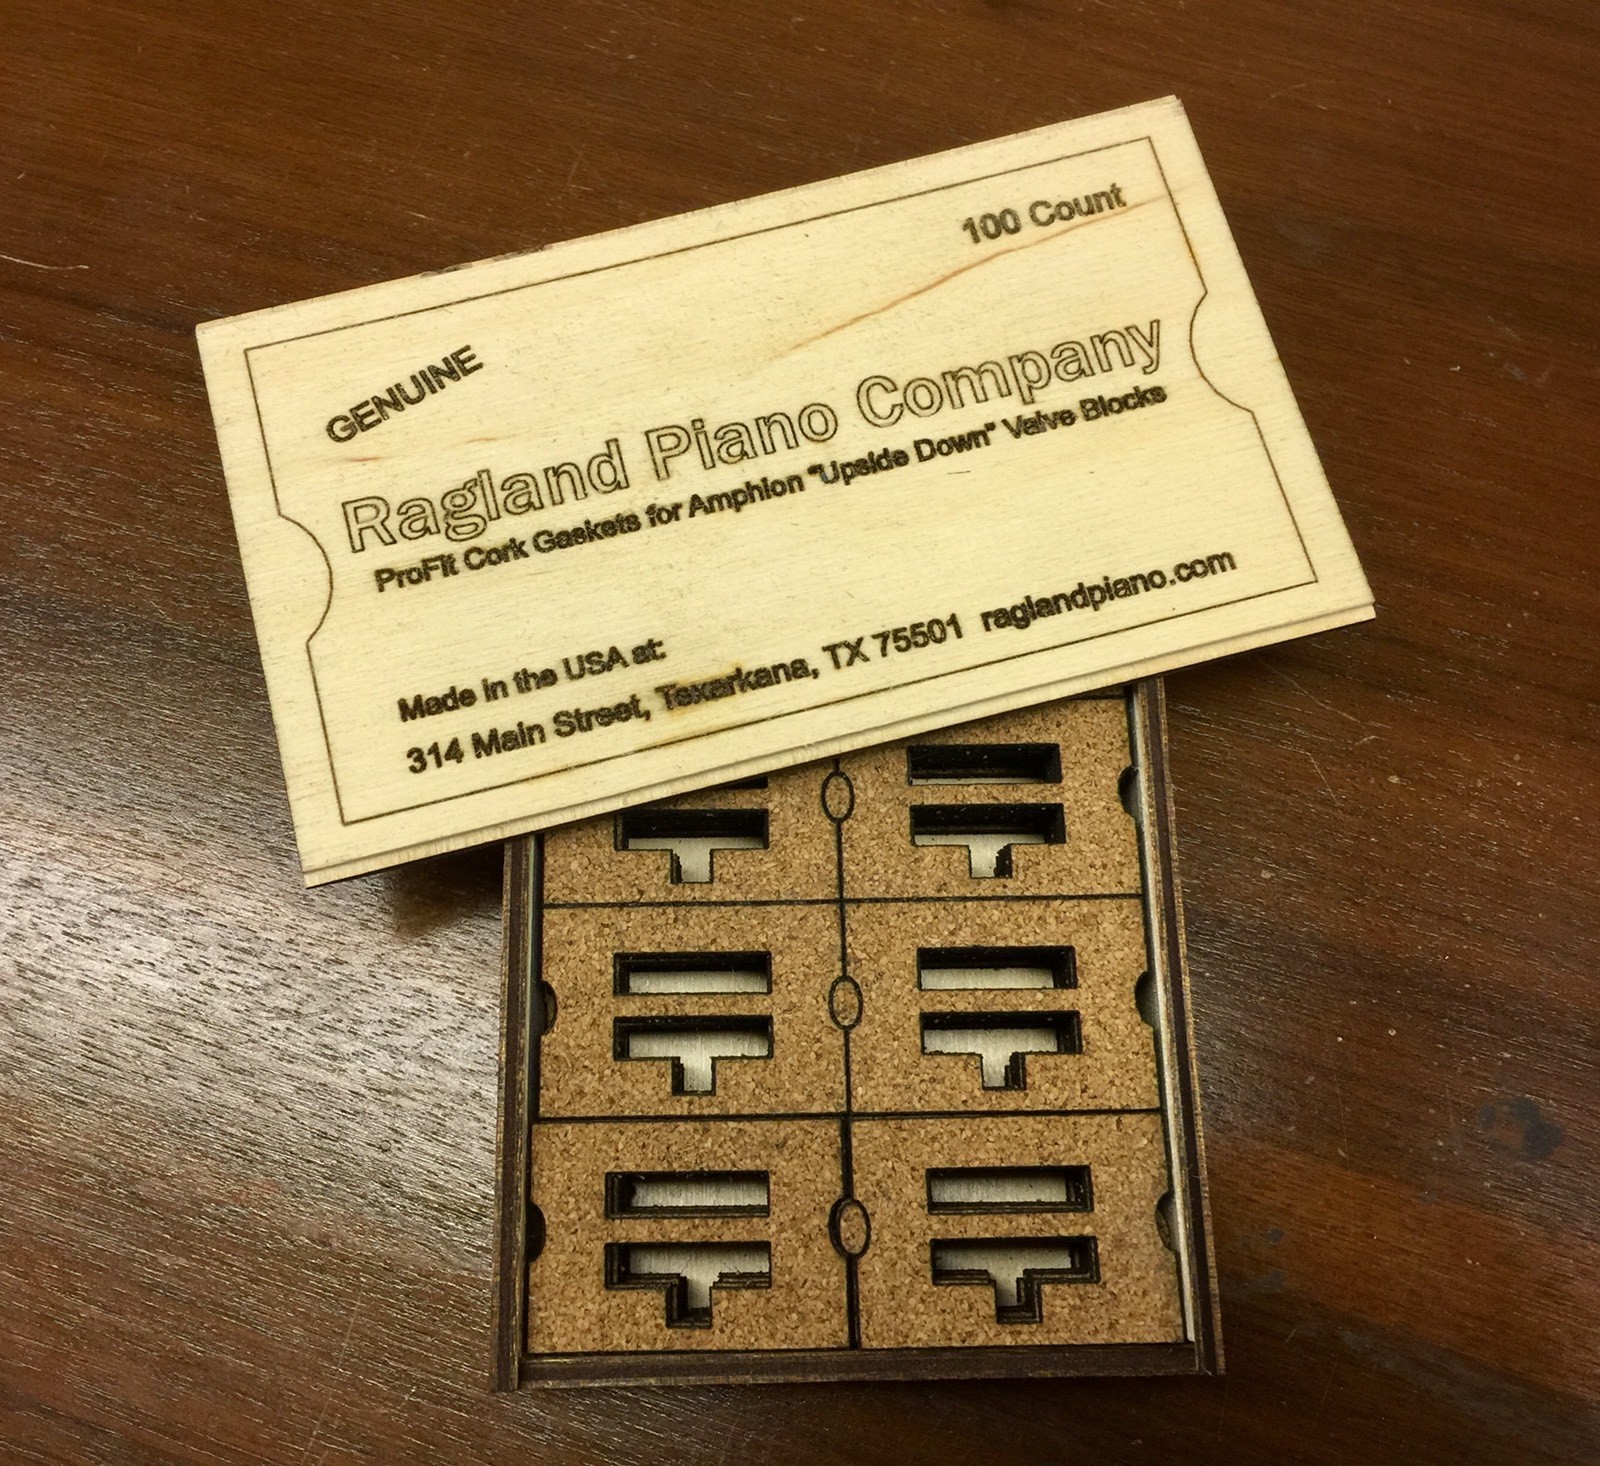 100 Count
GENUINE
Ragland Piano Company
ProFit Cork Gaskets for Amphion "Upside Down" Valve Blocks
Made in the USA at:
314 Main Street, Texarkana, TX 75501 raglandpiano.com